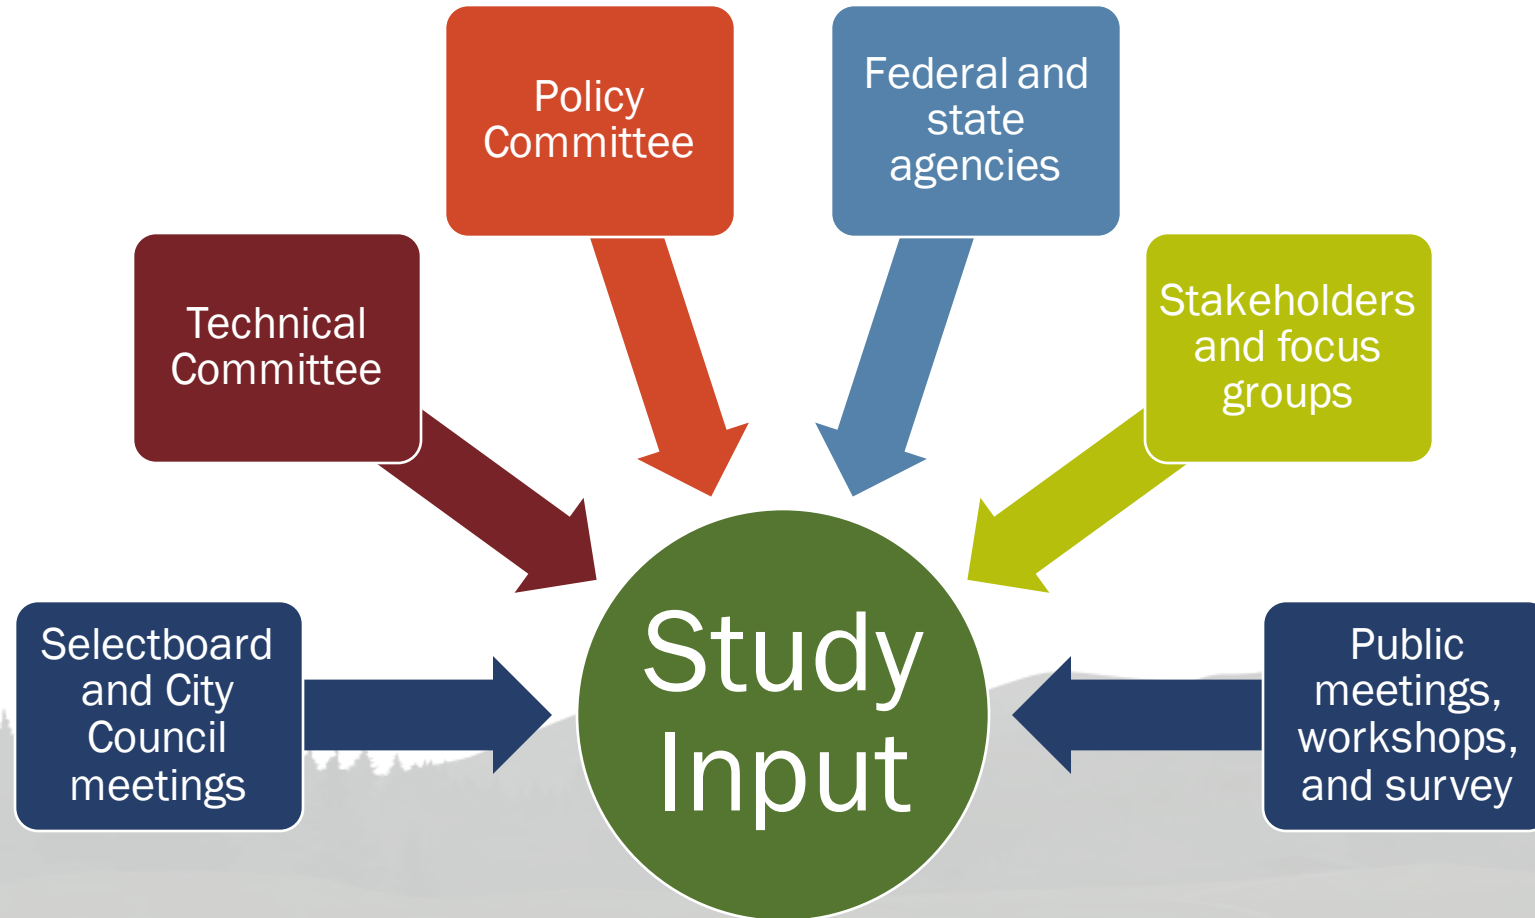 Policy
Committee
Federal and
state
agencies
Technical
Committee
Stakeholders
and focus
groups
Selectboard
and City
Council
meetings
Study
Input
Public
meetings,
workshops,
and survey